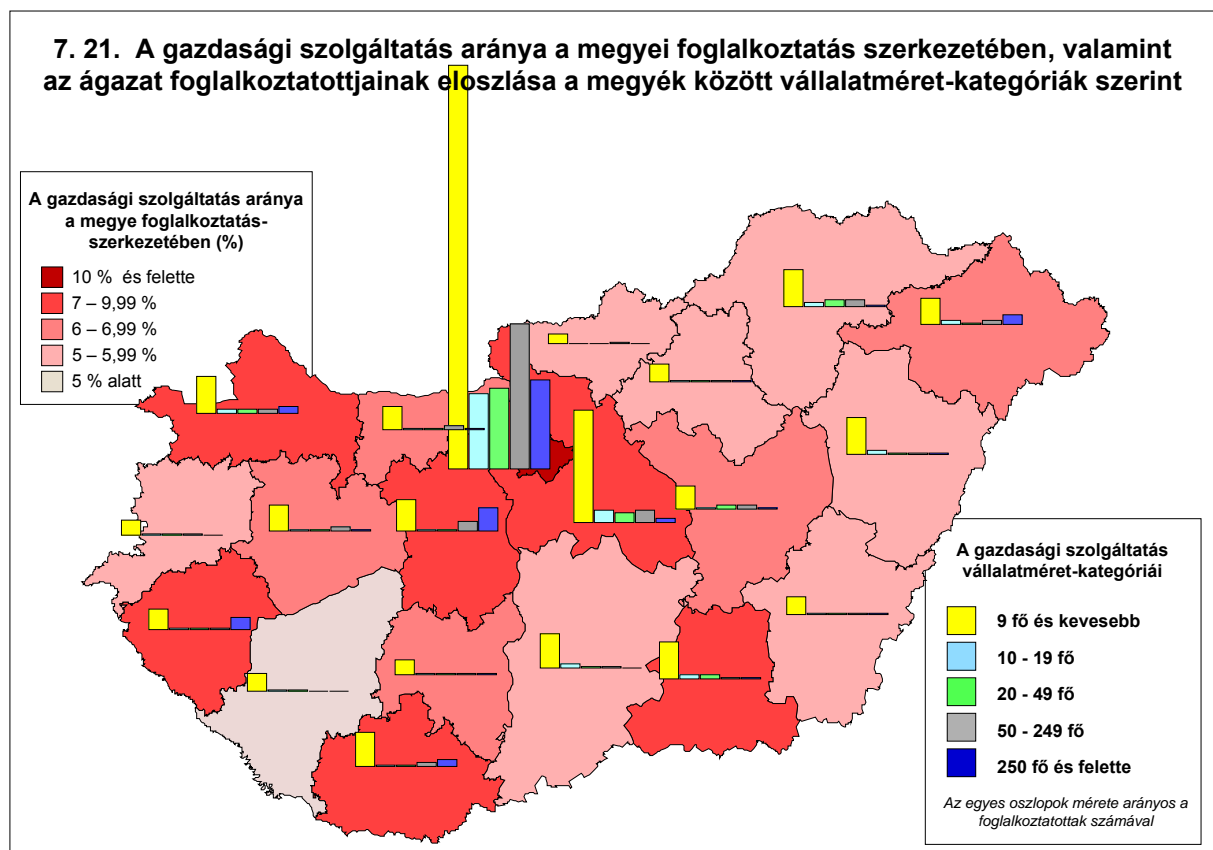 7. 21. A gazdasági szolgáltatás aránya a megyei foglalkoztatás szerkezetében, valamint
az ágazat foglalkoztatottjainak eloszlása a megyék között vállalatméret-kategóriák szerint
A gazdasági szolgáltatás aránya
a megye foglalkoztatás-
szerkezetében (%)
10 % és felette
7 – 9,99 %
6 – 6,99 %
5 – 5,99 %
5 % alatt
A gazdasági szolgáltatás
vállalatméret-kategóriái
9 fő és kevesebb
10 - 19 fő
20 - 49 fő
50 - 249 fő
250 fő és felette
Az egyes oszlopok mérete arányos a
foglalkoztatottak számával